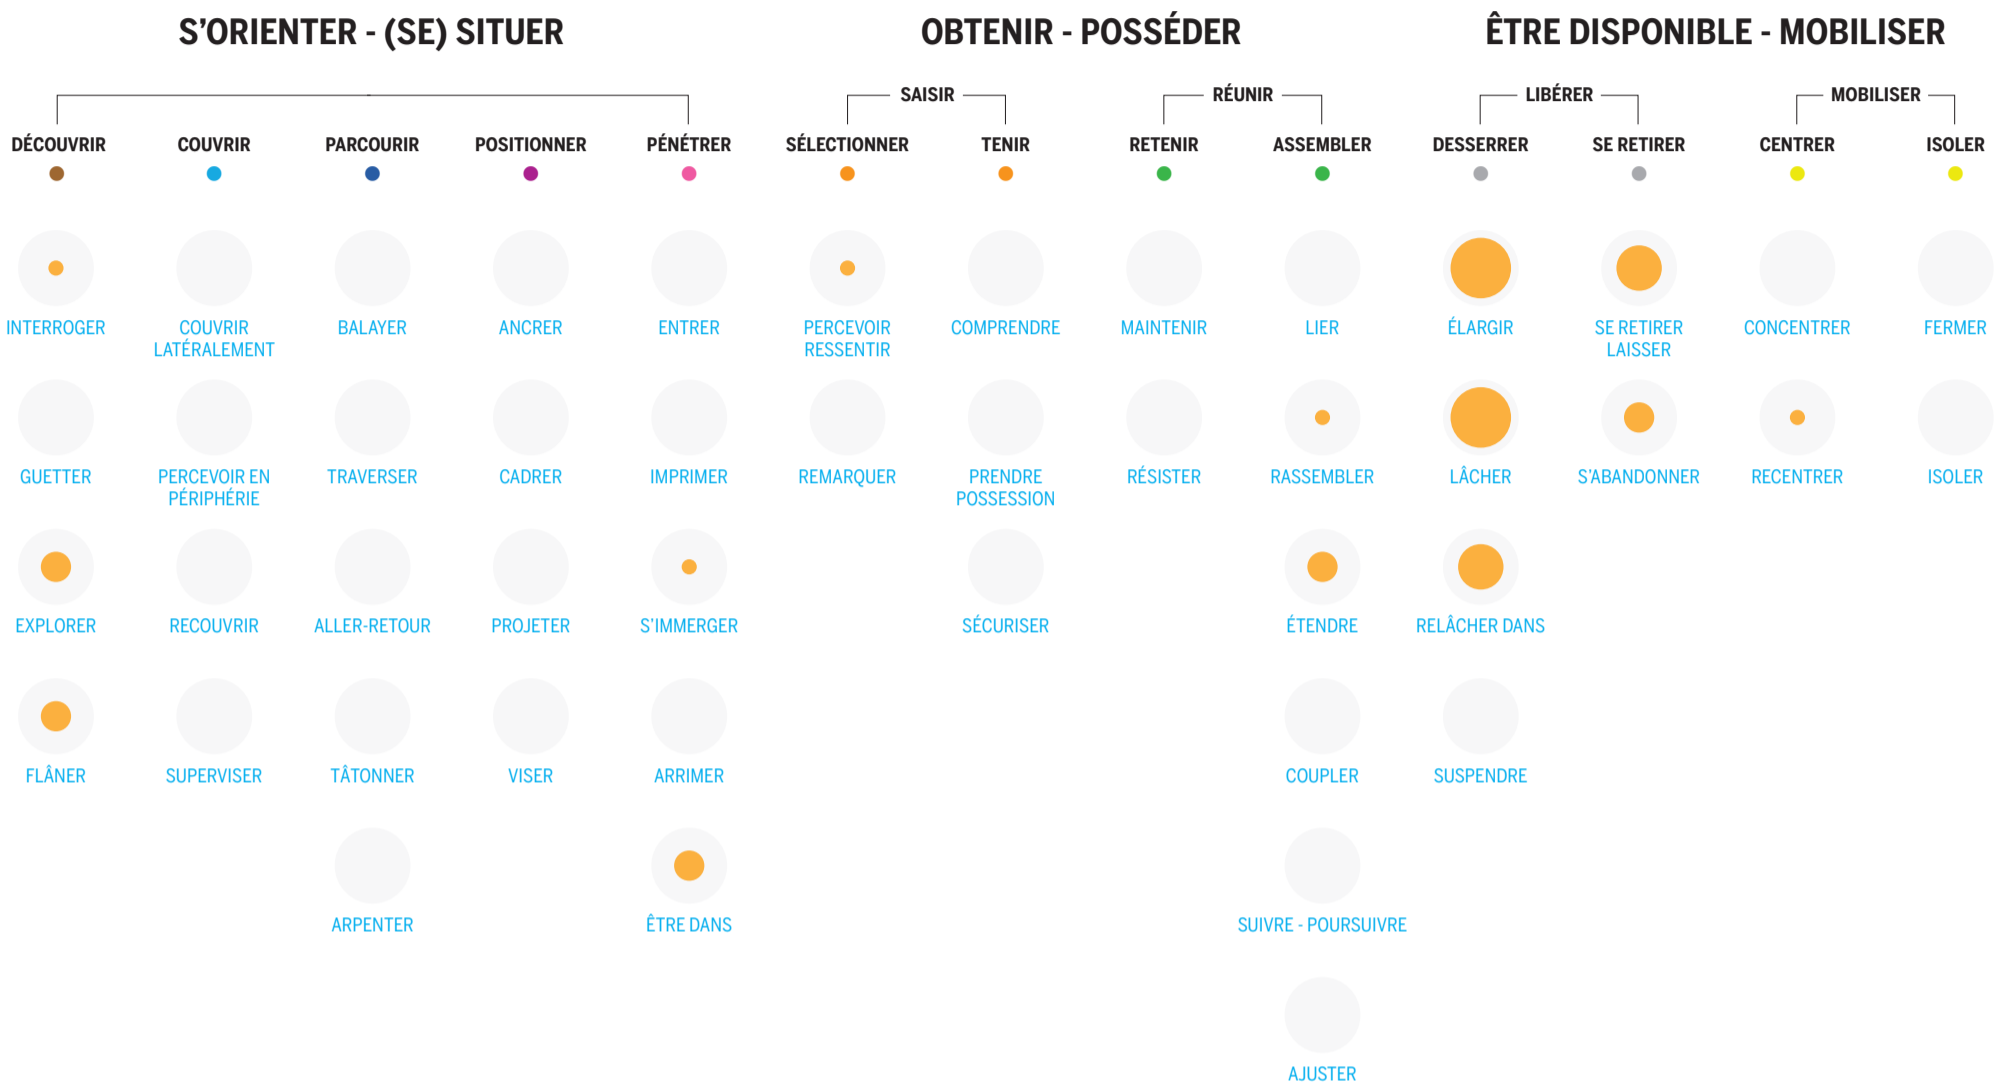 S’ORIENTER - (SE) SITUER
OBTENIR - POSSÉDER
ÊTRE DISPONIBLE - MOBILISER
SAISIR
RÉUNIR
LIBÉRER
MOBILISER
DÉCOUVRIR
COUVRIR
PARCOURIR
POSITIONNER
PÉNÉTRER
SÉLECTIONNER
TENIR
RETENIR
ASSEMBLER
DESSERRER
SE RETIRER
CENTRER
ISOLER
INTERROGER
COUVRIR
LATÉRALEMENT
BALAYER
ANCRER
ENTRER
PERCEVOIR
RESSENTIR
COMPRENDRE
MAINTENIR
LIER
ÉLARGIR
SE RETIRER
LAISSER
CONCENTRER
FERMER
GUETTER
PERCEVOIR EN
PÉRIPHÉRIE
TRAVERSER
CADRER
IMPRIMER
REMARQUER
PRENDRE
POSSESSION
RÉSISTER
RASSEMBLER
LÂCHER
S’ABANDONNER
RECENTRER
ISOLER
EXPLORER
RECOUVRIR
ALLER-RETOUR
PROJETER
S’IMMERGER
SÉCURISER
ÉTENDRE
RELÂCHER DANS
FLÂNER
SUPERVISER
TÂTONNER
VISER
ARRIMER
COUPLER
SUSPENDRE
ARPENTER
ÊTRE DANS
SUIVRE - POURSUIVRE
AJUSTER